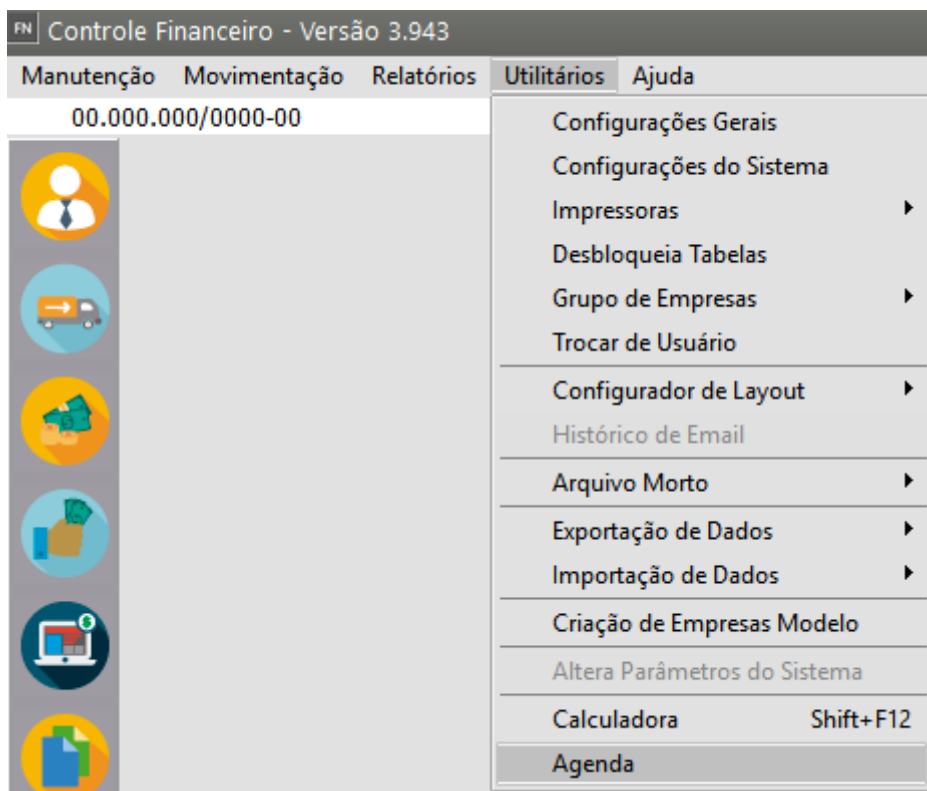 FN Controle Financeiro - Versão 3.943
Manutenção Movimentação Relatórios Utilitários Ajuda
00.000.000/0000-00
Configurações Gerais
Configurações do Sistema
Impressoras
Desbloqueia Tabelas
Grupo de Empresas
Trocar de Usuário
Configurador de Layout
Histórico de Email
Arquivo Morto
Exportação de Dados
Importação de Dados
Criação de Empresas Modelo
Altera Parâmetros do Sistema
Calculadora Shift+F12
Agenda